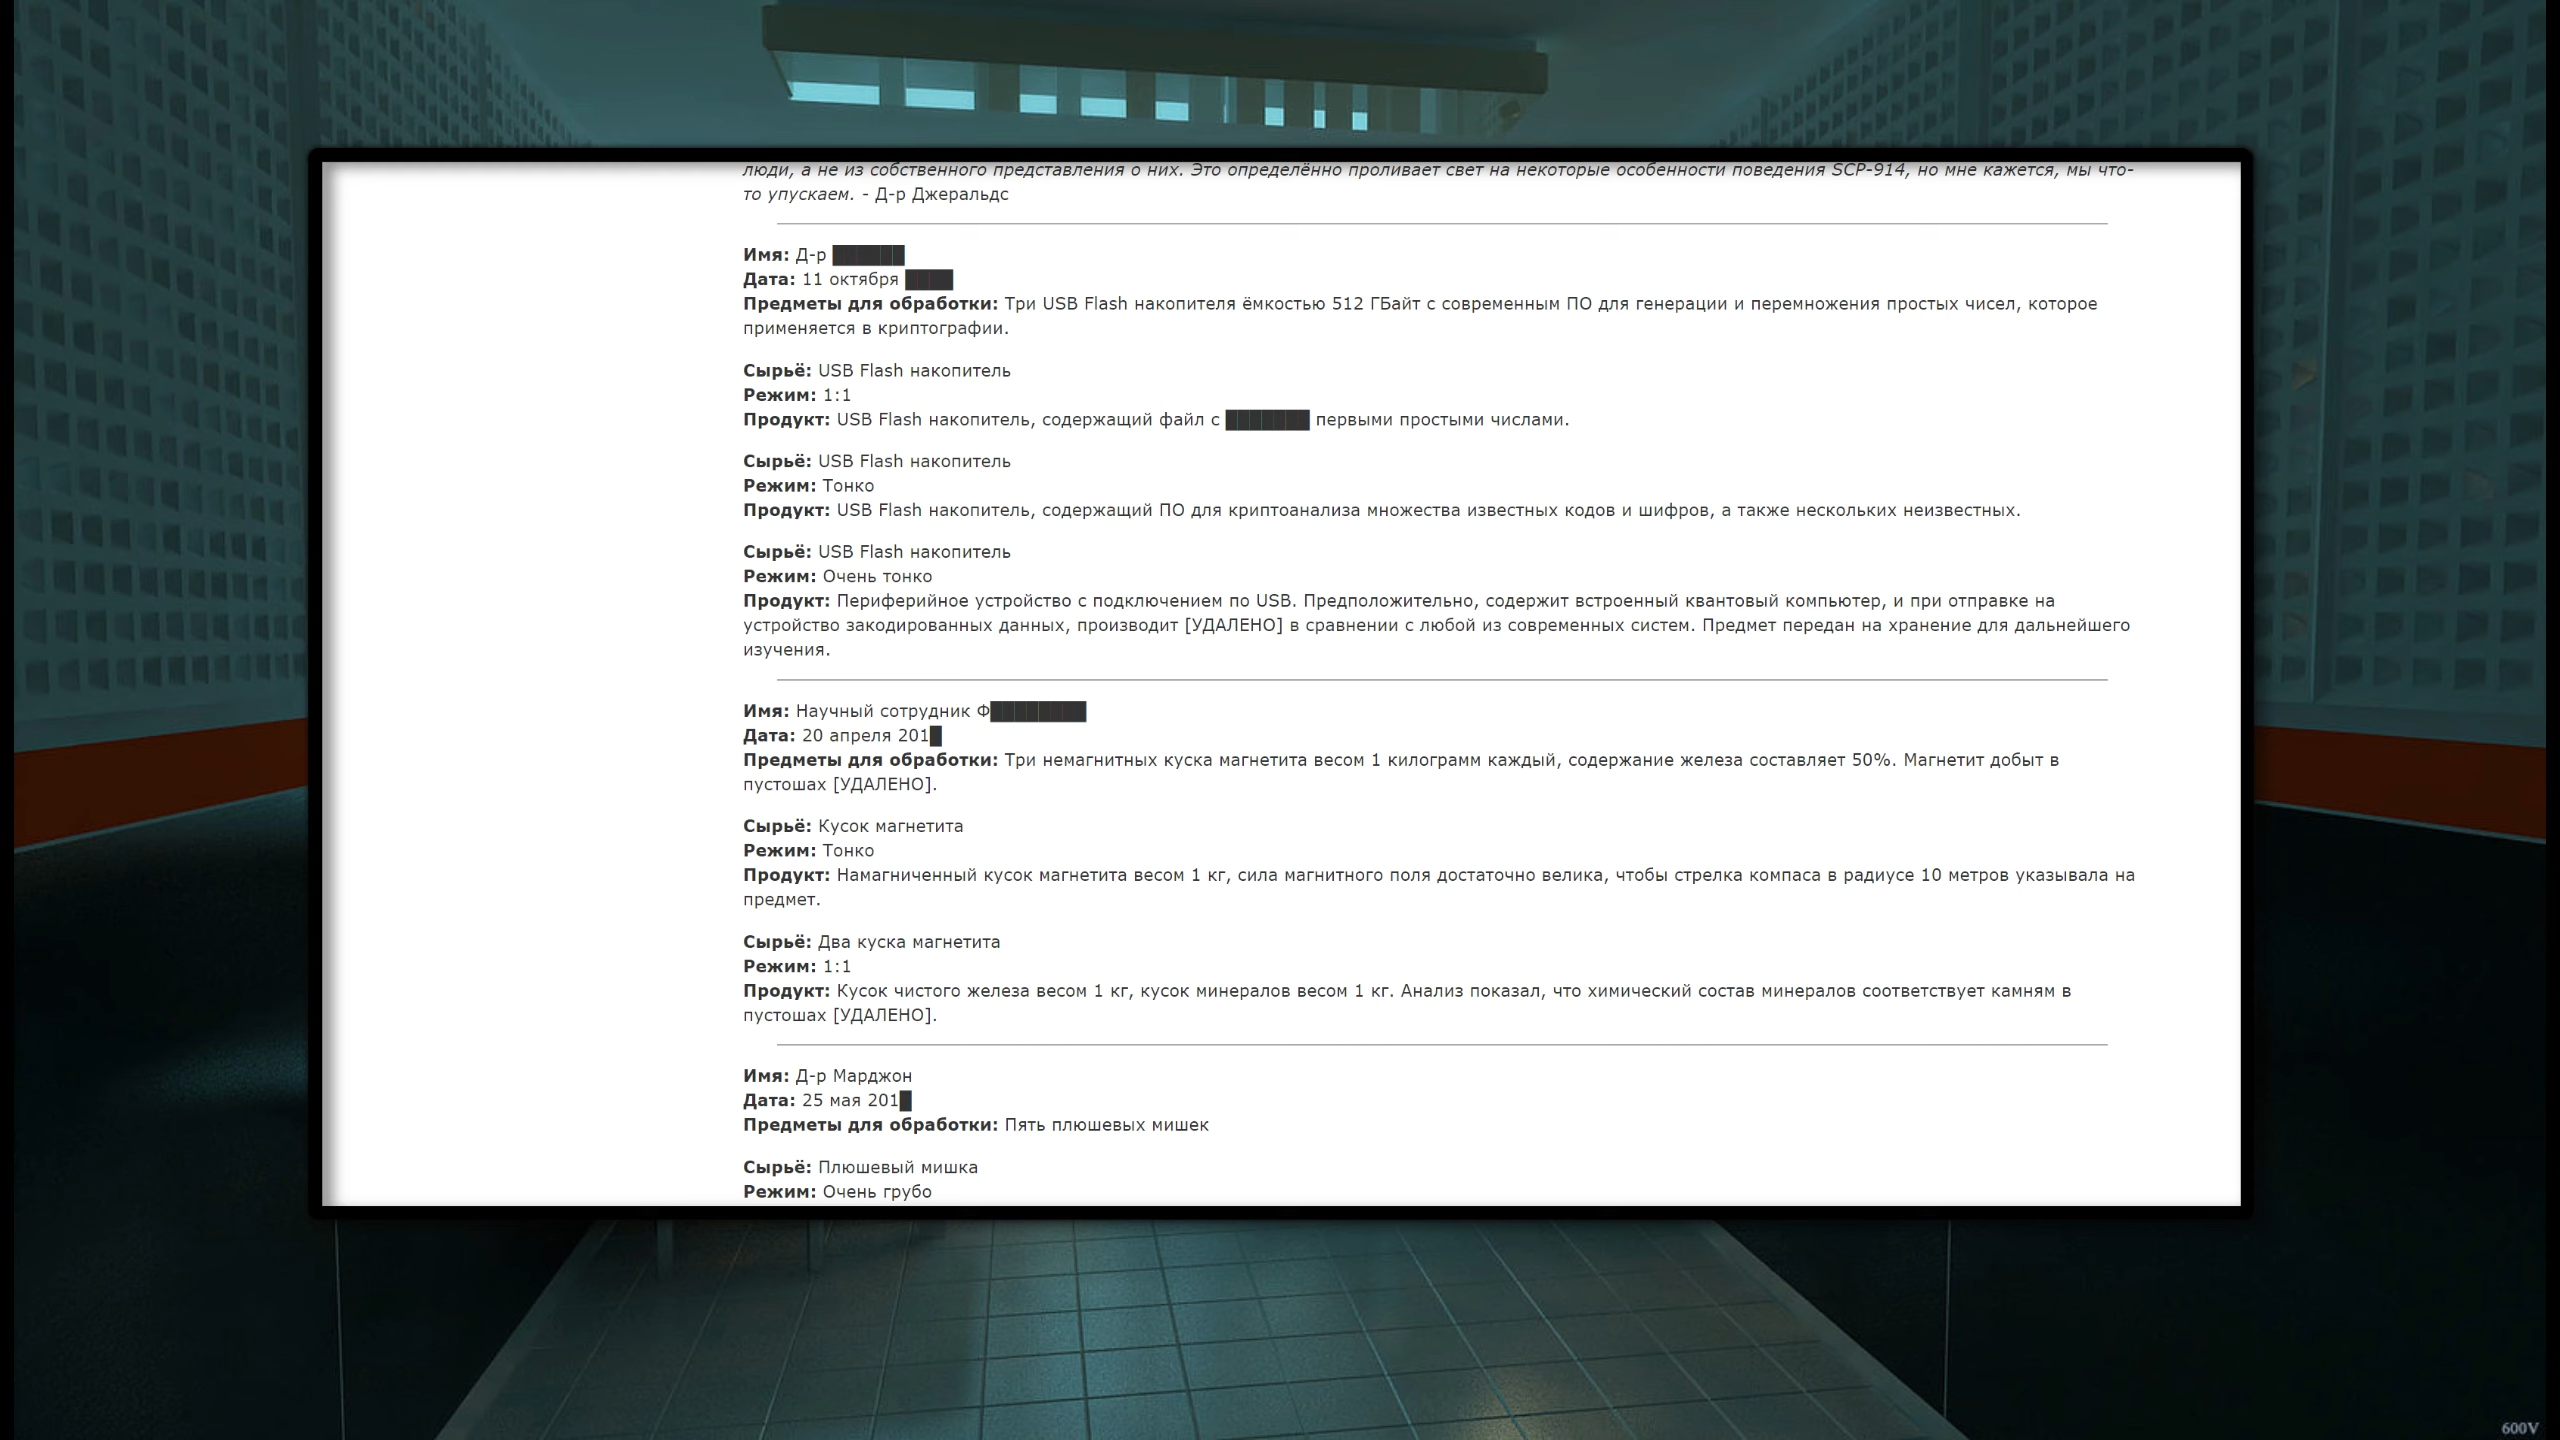 люди, а не из собственного представления о них. Это определённо проливает свет на некоторые особенности поведения SCP-914, но мне кажется, мы что-
то упускаем. - Д-р Джеральдс
Имя: Д-р ██████
Дата: 11 октября ████
Предметы для обработки: Три USB Flash накопителя ёмкостью 512 ГБайт с современным ПО для генерации и перемножения простых чисел, которое
применяется в криптографии.
Сырьё: USB Flash накопитель
Режим: 1:1
Продукт: USB Flash накопитель, содержащий файл с ███████ первыми простыми числами.
Сырьё: USB Flash накопитель
Режим: Тонко
Продукт: USB Flash накопитель, содержащий ПО для криптоанализа множества известных кодов и шифров, а также нескольких неизвестных.
Сырьё: USB Flash накопитель
Режим: Очень тонко
Продукт: Периферийное устройство с подключением по USB. Предположительно, содержит встроенный квантовый компьютер, и при отправке на
устройство закодированных данных, производит [УДАЛЕНО] в сравнении с любой из современных систем. Предмет передан на хранение для дальнейшего
изучения.
Имя: Научный сотрудник Ф████████
Дата: 20 апреля 201█
Предметы для обработки: Три немагнитных куска магнетита весом 1 килограмм каждый, содержание железа составляет 50%. Магнетит добыт в
пустошах [УДАЛЕНО].
Сырьё: Кусок магнетита
Режим: Тонко
Продукт: Намагниченный кусок магнетита весом 1 кг, сила магнитного поля достаточно велика, чтобы стрелка компаса в радиусе 10 метров указывала на
предмет.
Сырьё: Два куска магнетита
Режим: 1:1
Продукт: Кусок чистого железа весом 1 кг, кусок минералов весом 1 кг. Анализ показал, что химический состав минералов соответствует камням в
пустошах [УДАЛЕНО].
Имя: Д-р Марджон
Дата: 25 мая 201█
Предметы для обработки: Пять плюшевых мишек
Сырьё: Плюшевый мишка
Режим: Очень грубо
600V